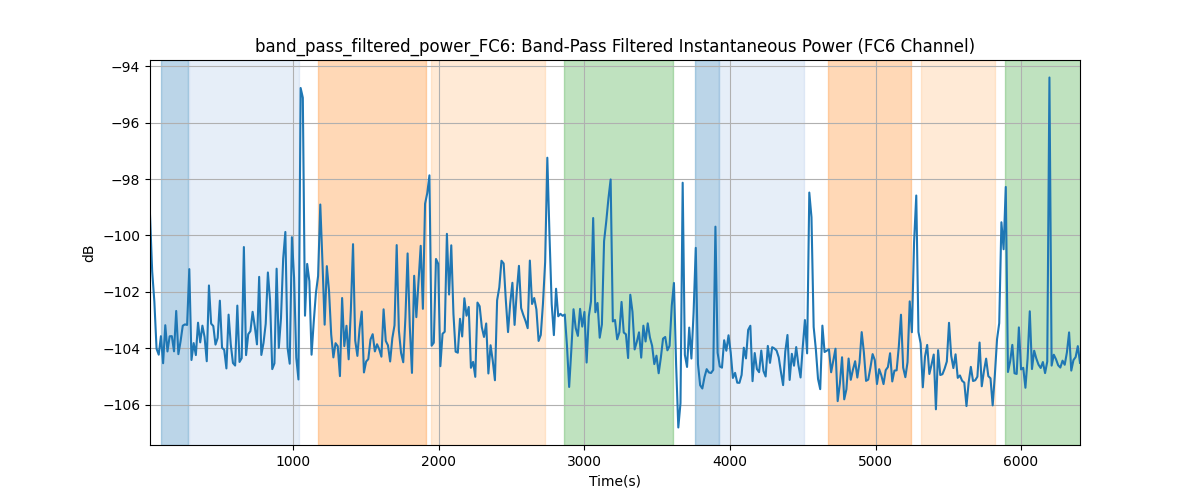 band_pass_filtered_power_FC6: Band-Pass Filtered Instantaneous Power (FC6 Channel)
−94
−96
−98
−100
−102
−104
−106
dB
1000 2000 3000 4000 5000 6000
Time(s)